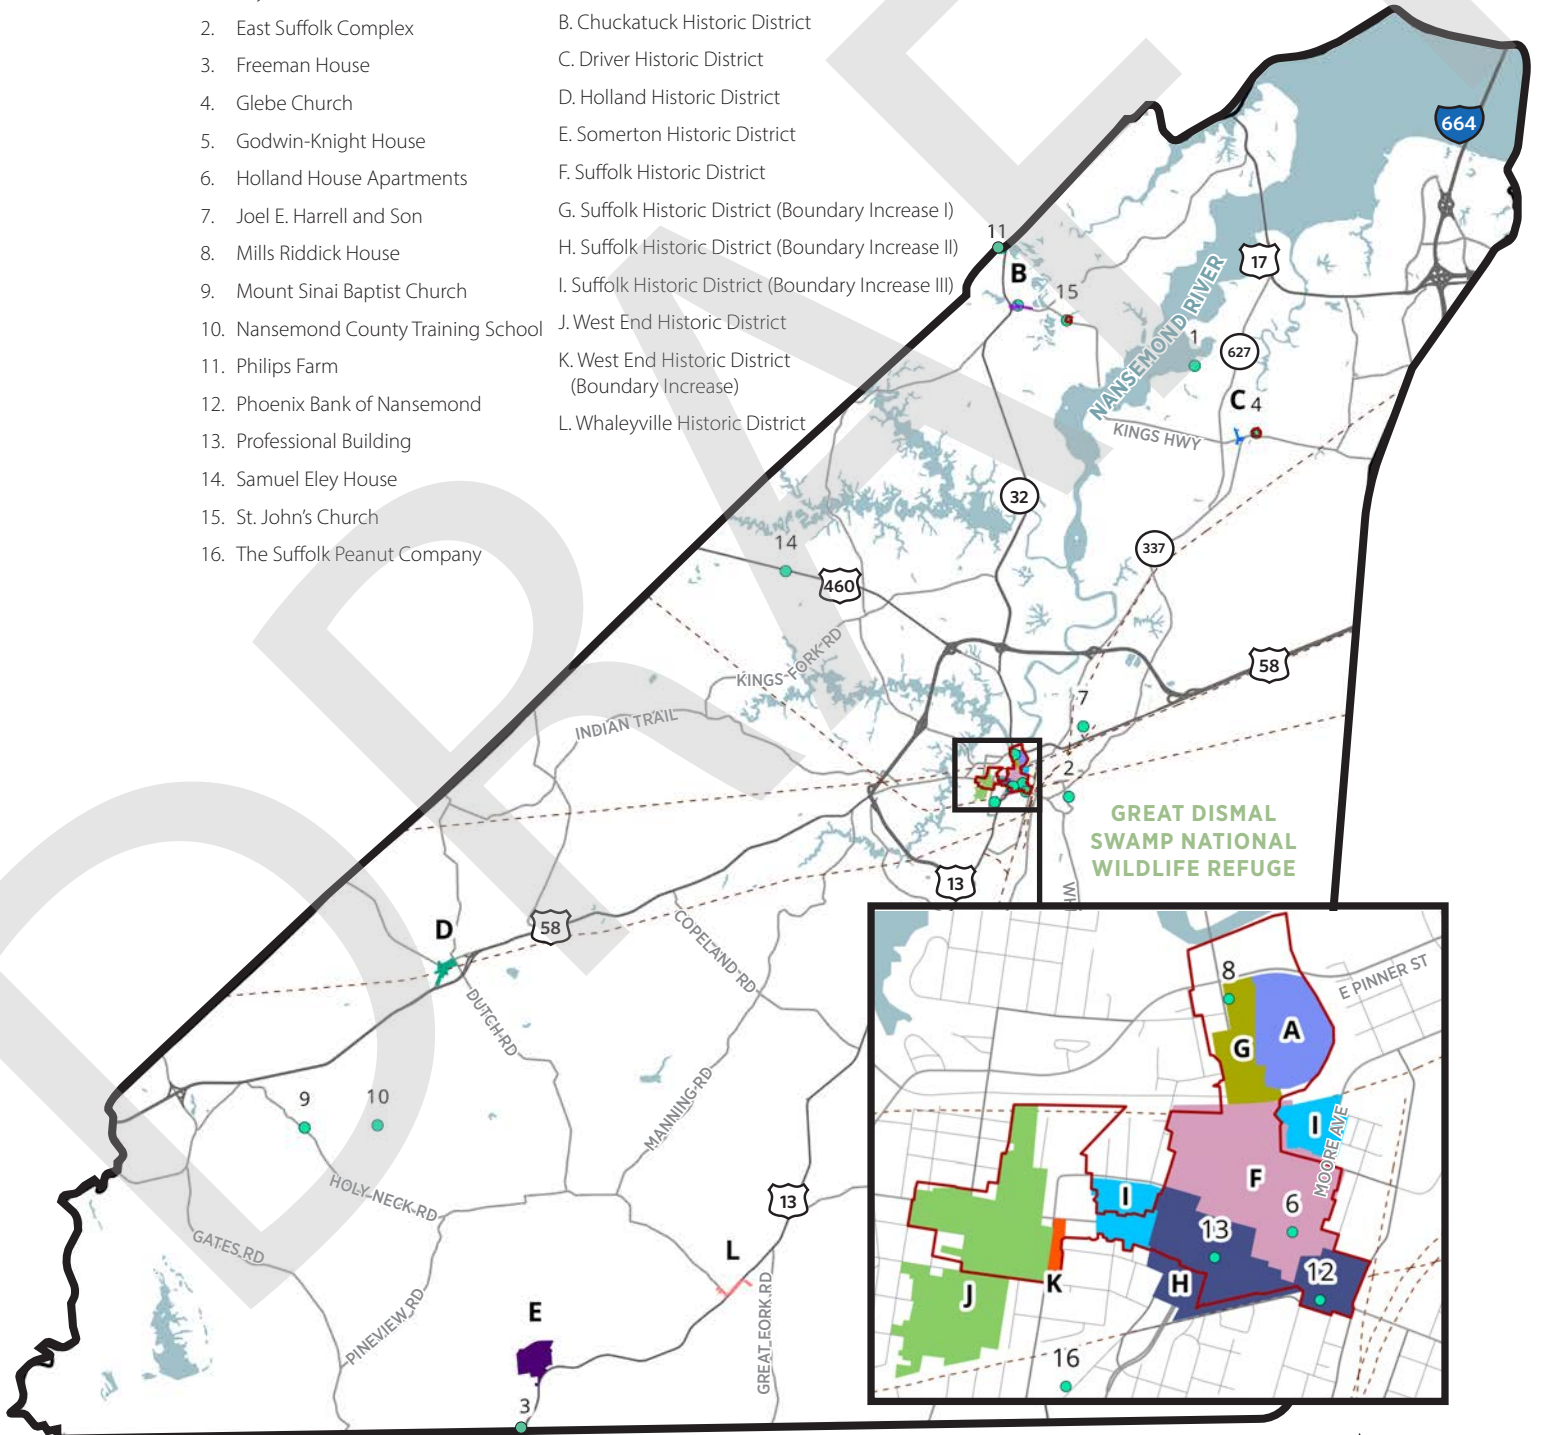 2. East Suffolk Complex
3. Freeman House
4. Glebe Church
5. Godwin-Knight House
6. Holland House Apartments
7. Joel E. Harrell and Son
8. Mills Riddick House
9. Mount Sinai Baptist Church
10. Nansemond County Training School
11. Philips Farm
12. Phoenix Bank of Nansemond
13. Professional Building
14. Samuel Eley House
15. St. John's Church
16. The Suffolk Peanut Company
B. Chuckatuck Historic District
C. Driver Historic District
D. Holland Historic District
E. Somerton Historic District
F. Suffolk Historic District
G. Suffolk Historic District (Boundary Increase I)
H. Suffolk Historic District (Boundary Increase II)
I. Suffolk Historic District (Boundary Increase III)
J. West End Historic District
K. West End Historic District
(Boundary Increase)
L. Whaleyville Historic District
DRAFT
664
11
B
15
17
NANSEMOND RIVER
1
627
C 4
KINGS HWY
32
337
14
460
KINGS FORK RD
58
INDIAN TRAIL
7
2
GREAT DISMAL
SWAMP NATIONAL
WILDLIFE REFUGE
13
D
58
COPELAND RD
DUTCH RD
MANNING RD
9
10
HOLY NECK RD
GATES RD
PINEVIEW RD
13
L
E
GREAT FORK RD
3
8
E PINNER ST
A
G
I
MOORE AVE
F
I
6
13
12
K
H
J
16